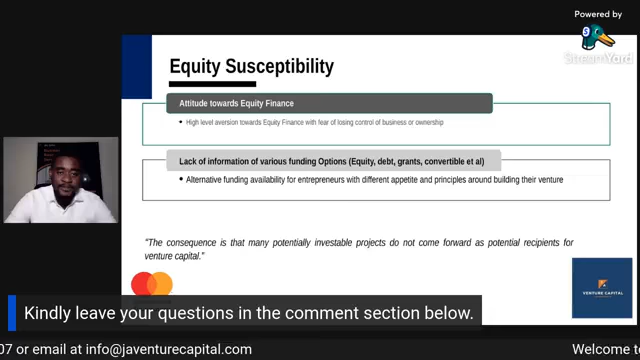 Powered by
StreamYard
Equity Susceptibility
Attitude towards Equity Finance
• High level aversion towards Equity Finance with fear of losing control of business or ownership
Lack of information of various funding Options (Equity, debt, grants, convertible et al)
• Alternative funding availability for entrepreneurs with different appetite and principles around building their venture
"The consequence is that many potentially investable projects do not come forward as potential recipients for
venture capital."
VENTURE CAPITAL
Kindly leave your questions in the comment section below.
07 or email at info@javenturecapital.com
Welcome to